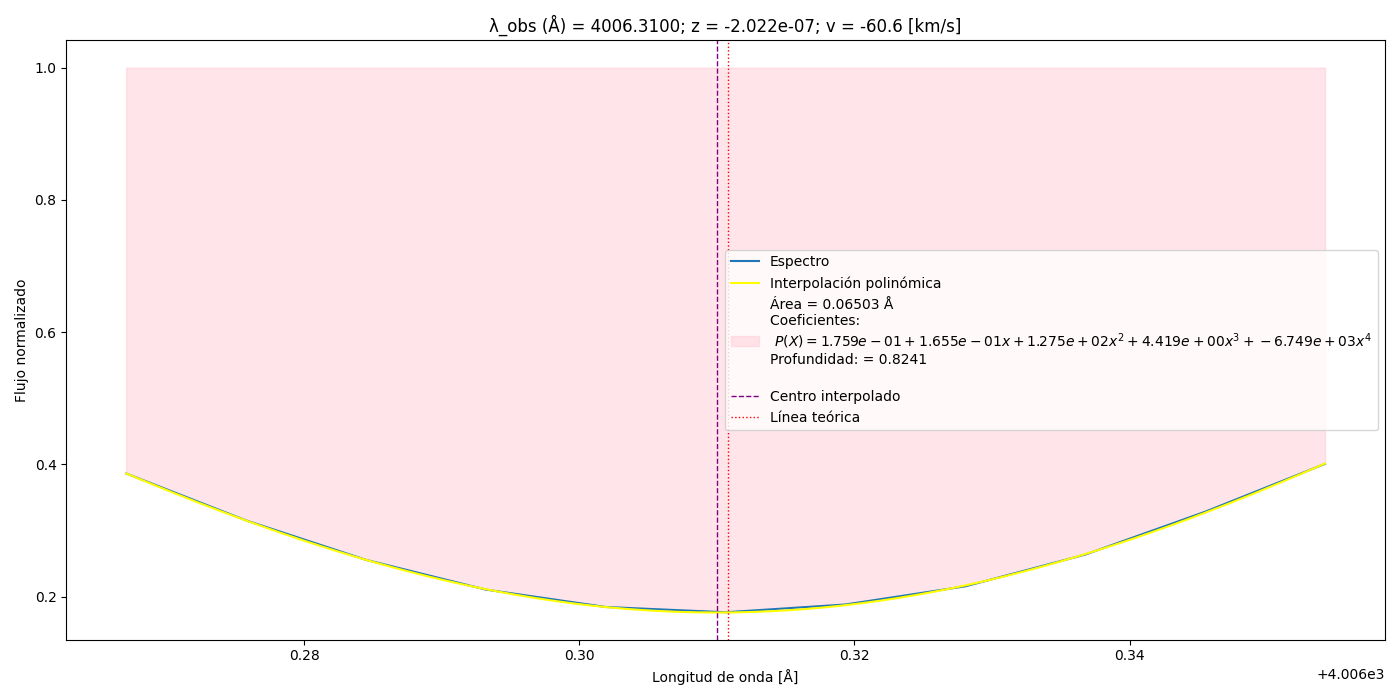 λ_obs (Å) = 4006.3100; z = -2.022e-07; v = -60.6 [km/s]
Flujo normalizado
1.0
0.8
0.6
0.4
0.2
Espectro
Interpolación polinómica
Área = 0.06503 Å
Coeficientes:
P(X) = 1.759e − 01 + 1.655e − 01x + 1.275e + 02x² + 4.419e + 00x³ + −6.749e + 03x⁴
Profundidad: = 0.8241
Centro interpolado
Línea teórica
0.28
0.30
0.32
0.34
+4.006e3
Longitud de onda [Å]